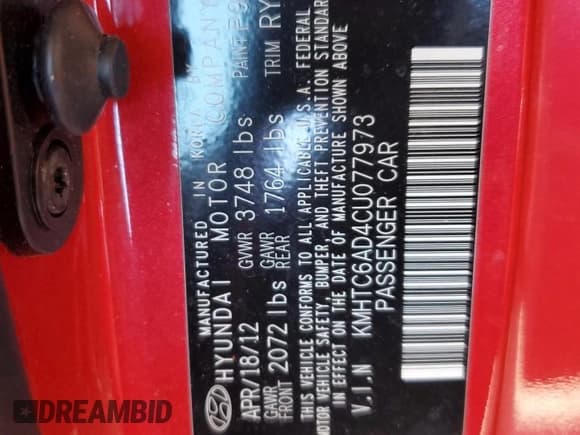 MANUFACTURED IN KOREA BY
HYUNDAI MOTOR COMPANY
APR/18/12 GVWR 3748 lbs PAINT
GAWR FRONT 2072 lbs GAWR REAR 1764 lbs TRIM RY
THIS VEHICLE CONFORMS TO ALL APPLICABLE U.S.A. FEDERAL
MOTOR VEHICLE SAFETY, BUMPER, AND THEFT PREVENTION STANDARD
IN EFFECT ON THE DATE OF MANUFACTURE SHOWN ABOVE
V.I.N KMHTC6AD4CU077973
PASSENGER CAR
DREAMBID